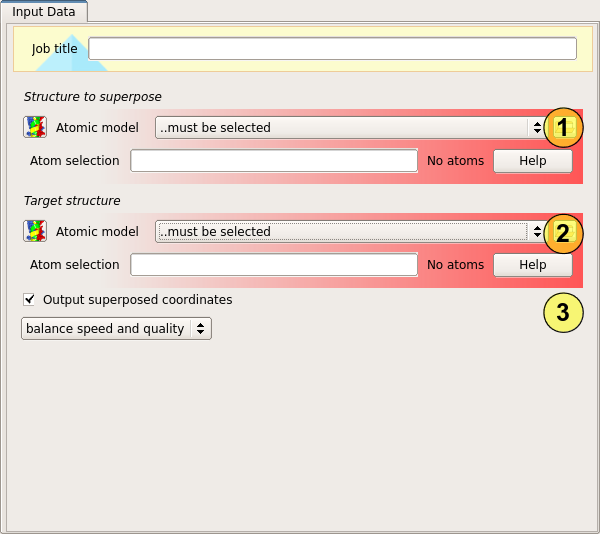 Input Data
Job title
Structure to superpose
Atomic model ..must be selected 1
Atom selection No atoms Help
Target structure
Atomic model ..must be selected 2
Atom selection No atoms Help
Output superposed coordinates 3
balance speed and quality